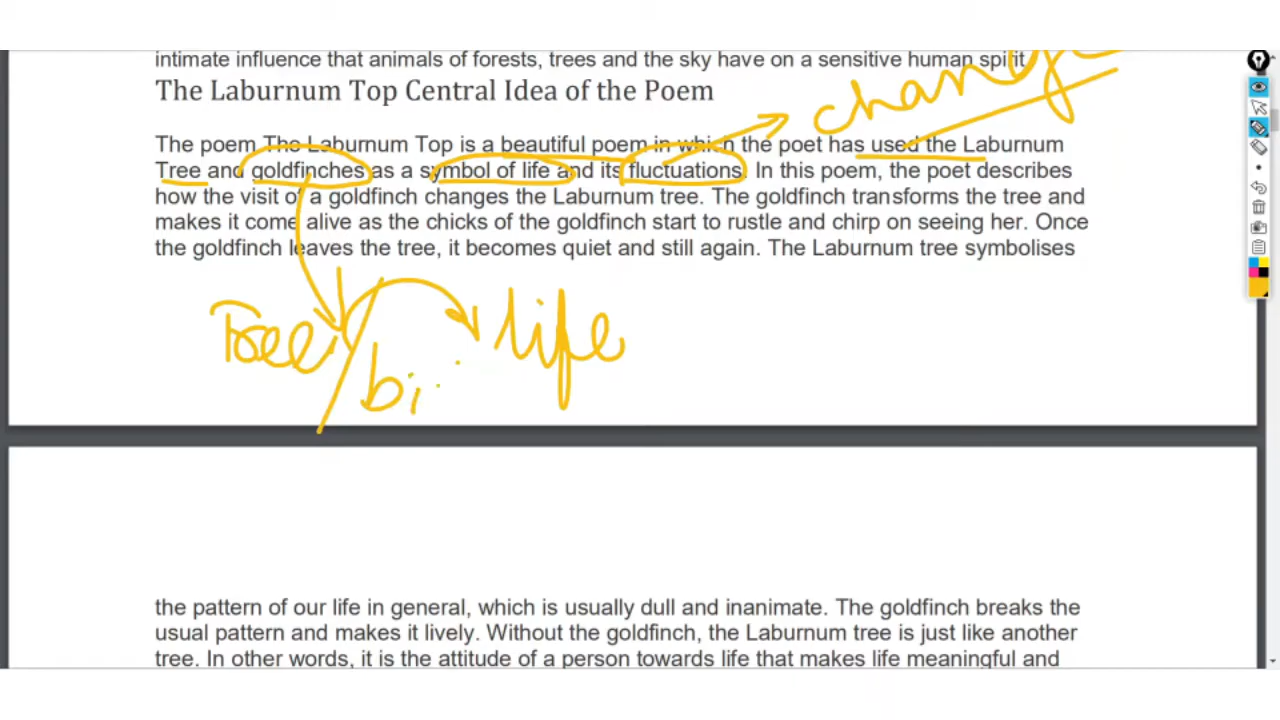 intimate influence that animals of forests, trees and the sky have on a sensitive human spirit
The Laburnum Top Central Idea of the Poem
The poem The Laburnum Top is a beautiful poem in which the poet has used the Laburnum
Tree and goldfinches as a symbol of life and its fluctuations. In this poem, the poet describes
how the visit of a goldfinch changes the Laburnum tree. The goldfinch transforms the tree and
makes it come alive as the chicks of the goldfinch start to rustle and chirp on seeing her. Once
the goldfinch leaves the tree, it becomes quiet and still again. The Laburnum tree symbolises
Tree life
bi
the pattern of our life in general, which is usually dull and inanimate. The goldfinch breaks the
usual pattern and makes it lively. Without the goldfinch, the Laburnum tree is just like another
tree. In other words, it is the attitude of a person towards life that makes life meaningful and